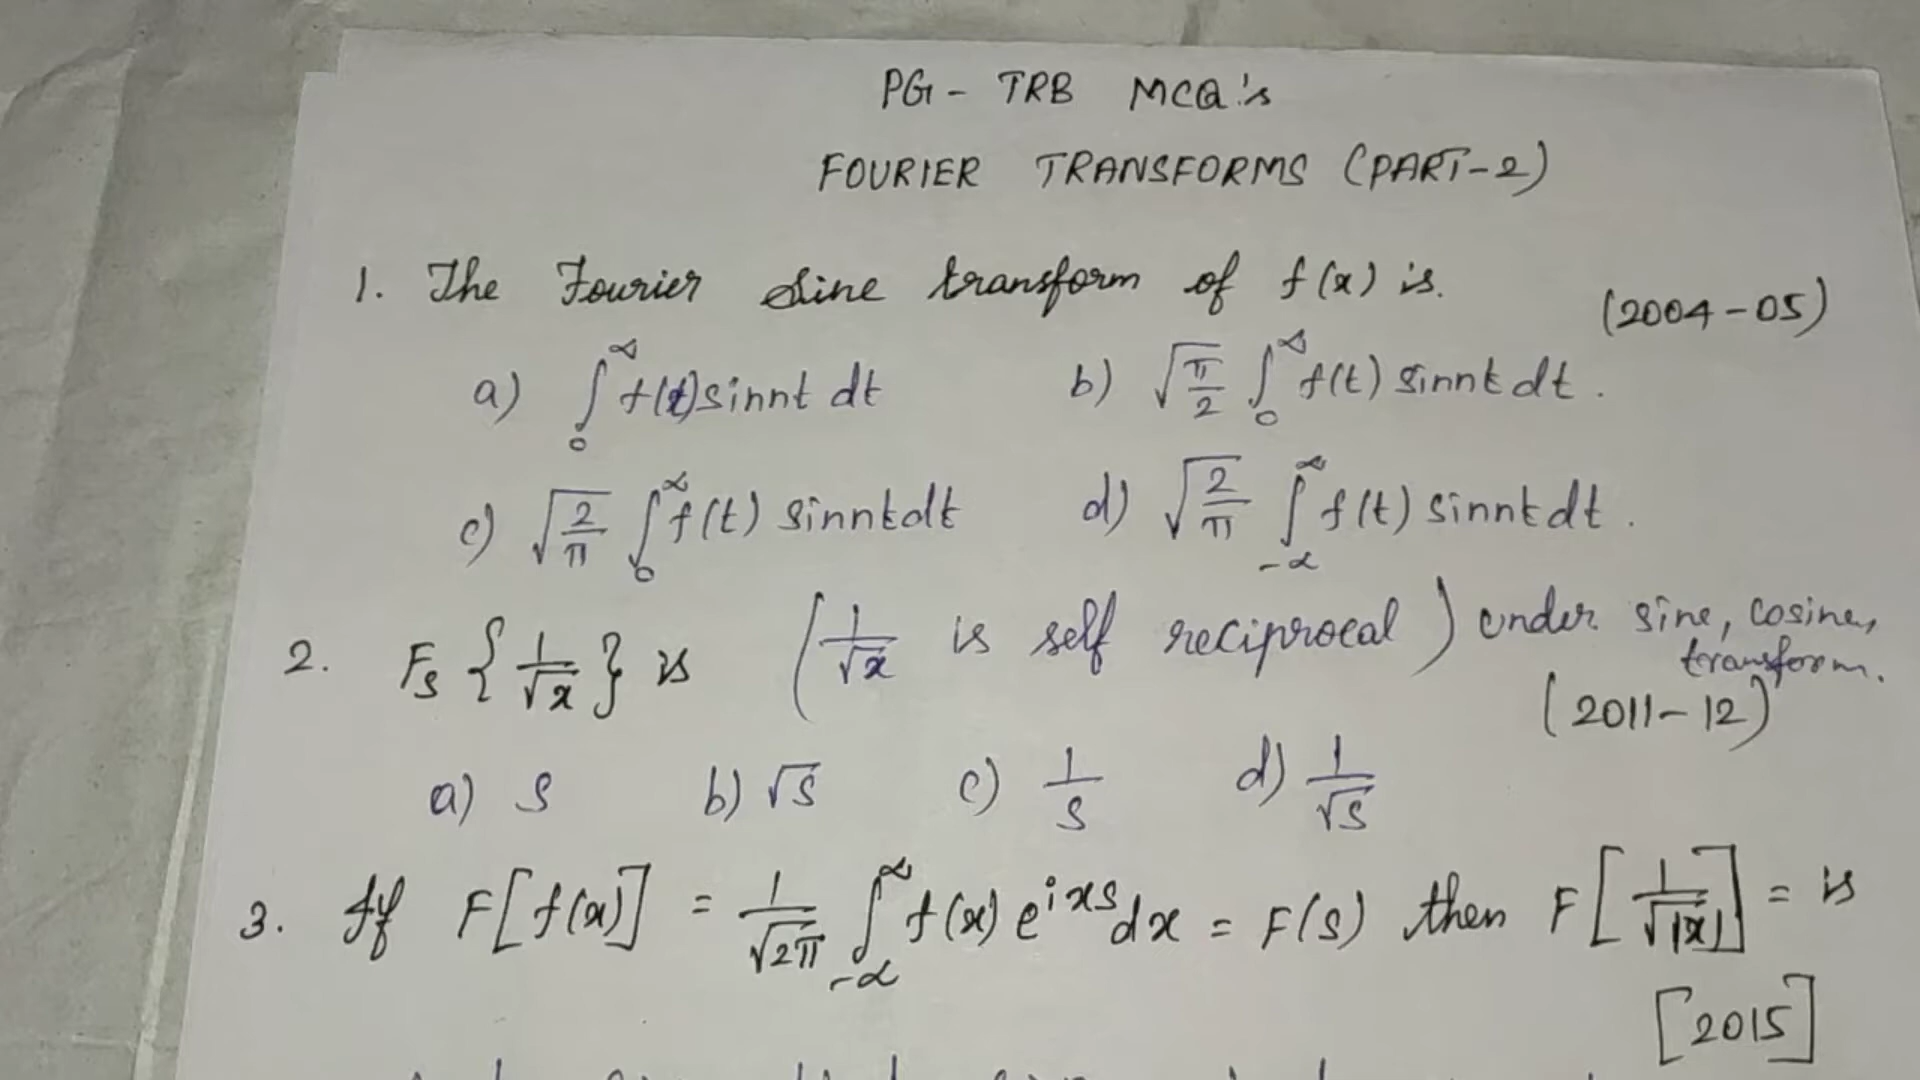 PG - TRB MCQ's
FOURIER TRANSFORMS (PART-2)
1. The Fourier Sine transform of f(x) is.
(2004-05)
a) ∫₀^∞ f(t) sin nt dt b) √(π/2) ∫₀^∞ f(t) sin nt dt.
c) √(2/π) ∫₀^∞ f(t) sin nt dt d) √(2/π) ∫_{-∞}^∞ f(t) sin nt dt.
2. Fs {1/√x} is (1/√x is self reciprocal) under sine, cosine,
transform.
(2011-12)
a) s b) √s c) 1/s d) 1/√s
3. If F[f(x)] = 1/√2π ∫_{-∞}^∞ f(x) e^{ixs} dx = F(s) then F[1/√|x|] = is
[2015]